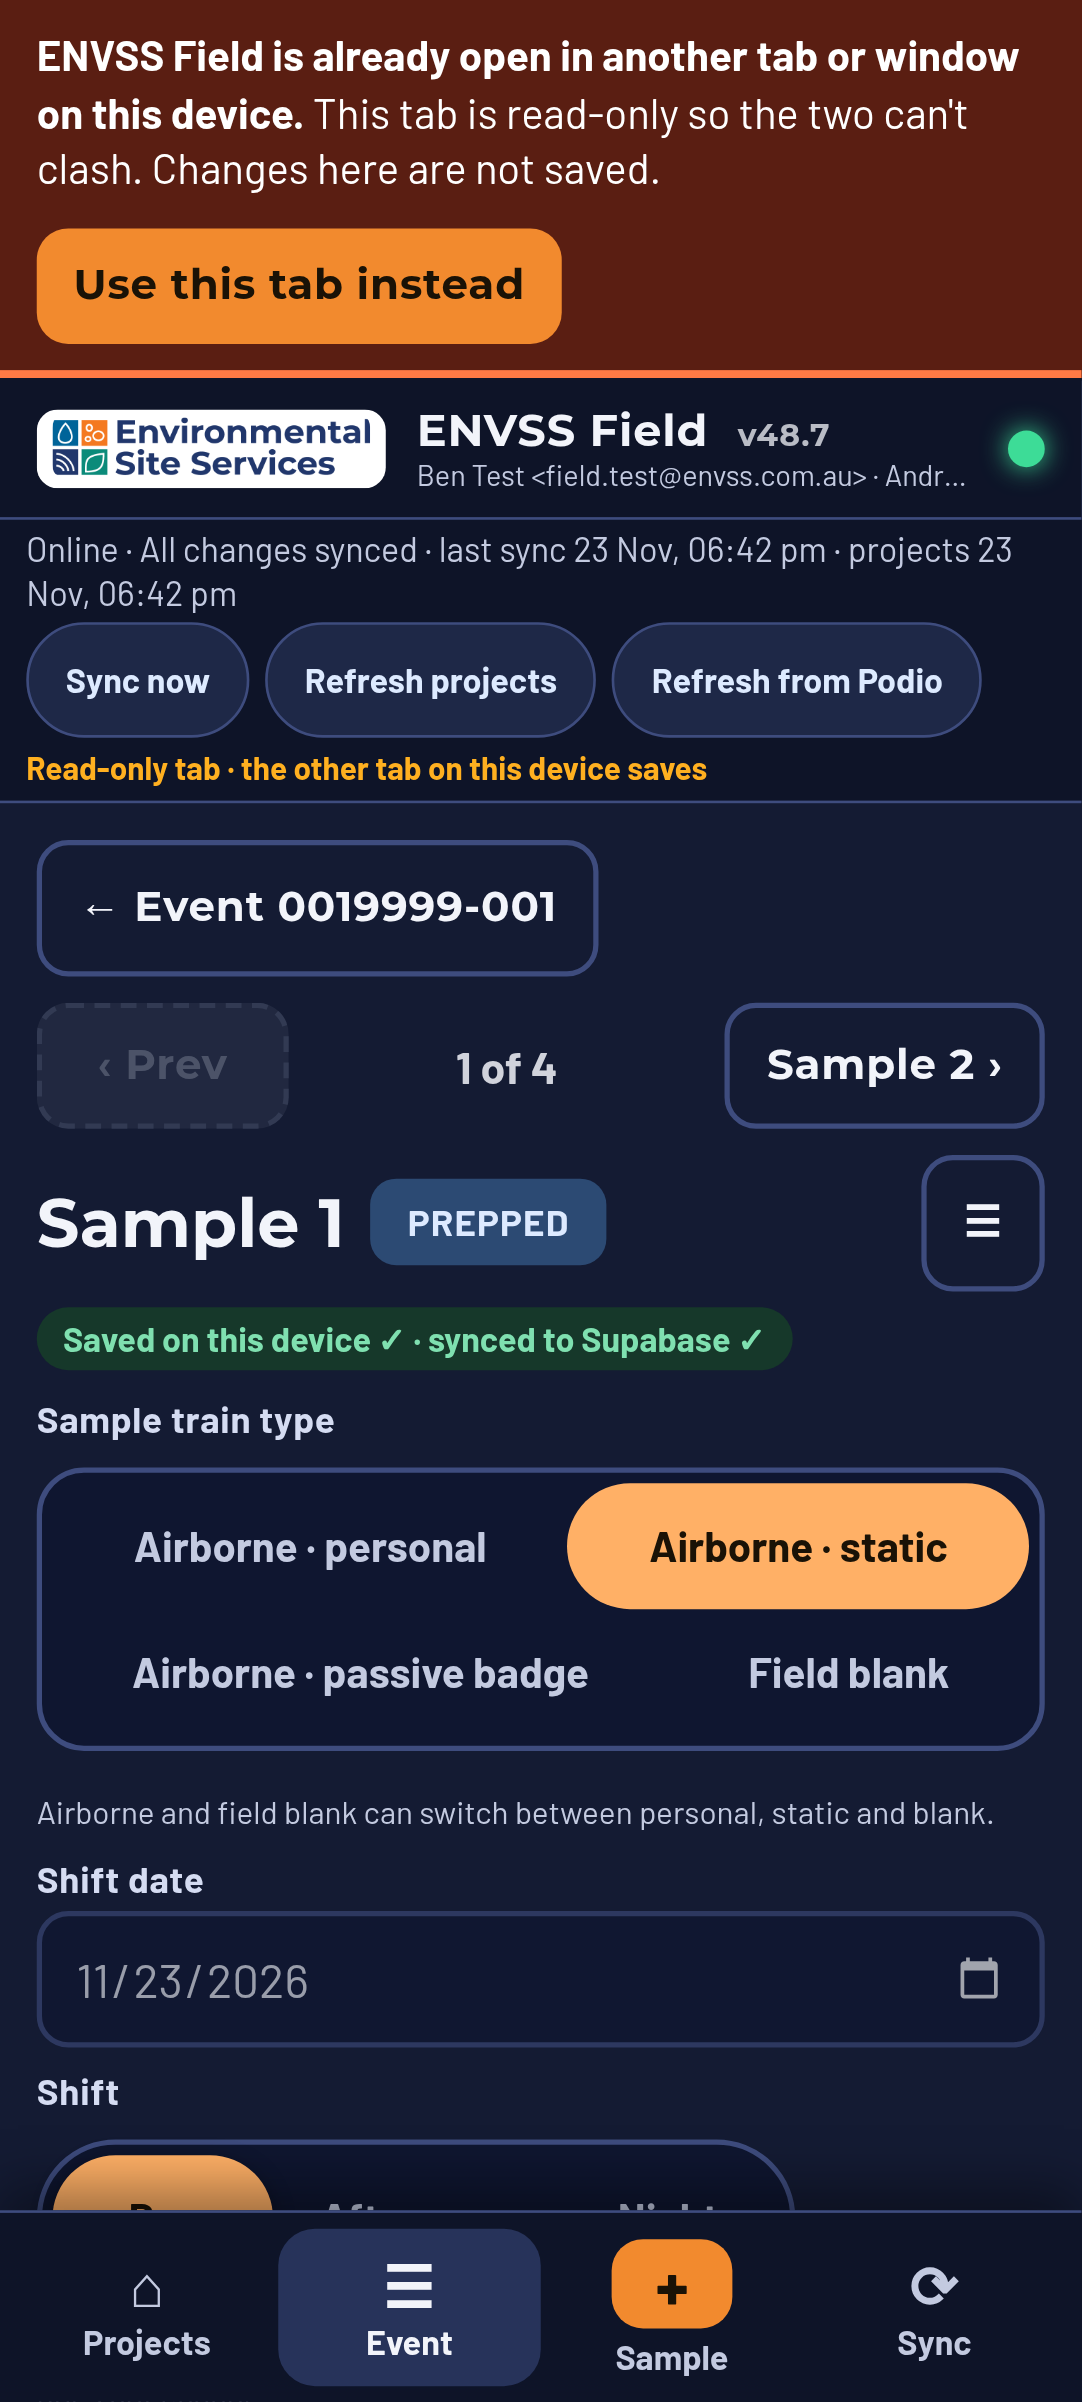 ENVSS Field is already open in another tab or window
on this device. This tab is read-only so the two can't
clash. Changes here are not saved.
Use this tab instead
Environmental
Site Services
ENVSS Field v48.7
Ben Test <field.test@envss.com.au> · Andr...
Online · All changes synced · last sync 23 Nov, 06:42 pm · projects 23
Nov, 06:42 pm
Sync now
Refresh projects
Refresh from Podio
Read-only tab · the other tab on this device saves
← Event 0019999-001
‹ Prev
1 of 4
Sample 2 ›
Sample 1
PREPPED
Saved on this device ✓ · synced to Supabase ✓
Sample train type
Airborne · personal
Airborne · static
Airborne · passive badge
Field blank
Airborne and field blank can switch between personal, static and blank.
Shift date
11/23/2026
Shift
Projects
Event
+
Sample
Sync